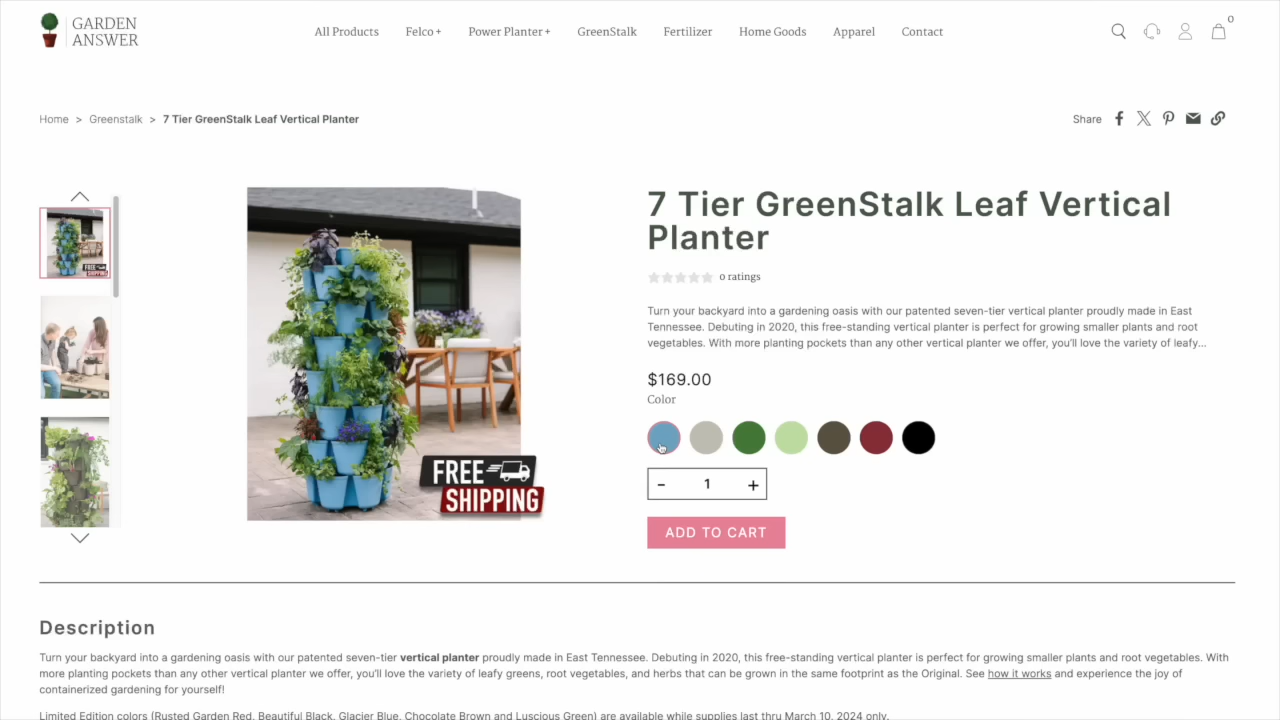 GARDEN
ANSWER
All Products Felco + Power Planter + GreenStalk Fertilizer Home Goods Apparel Contact
0
Home > Greenstalk > 7 Tier GreenStalk Leaf Vertical Planter
Share
7 Tier GreenStalk Leaf Vertical
Planter
0 ratings
Turn your backyard into a gardening oasis with our patented seven-tier vertical planter proudly made in East
Tennessee. Debuting in 2020, this free-standing vertical planter is perfect for growing smaller plants and root
vegetables. With more planting pockets than any other vertical planter we offer, you'll love the variety of leafy...
$169.00
Color
- 1 +
ADD TO CART
FREE
SHIPPING
FREE
SHIPPING
Description
Turn your backyard into a gardening oasis with our patented seven-tier vertical planter proudly made in East Tennessee. Debuting in 2020, this free-standing vertical planter is perfect for growing smaller plants and root vegetables. With
more planting pockets than any other vertical planter we offer, you'll love the variety of leafy greens, root vegetables, and herbs that can be grown in the same footprint as the Original. See how it works and experience the joy of
containerized gardening for yourself!
Limited Edition colors (Rusted Garden Red, Beautiful Black, Glacier Blue, Chocolate Brown and Luscious Green) are available while supplies last thru March 10, 2024 only.